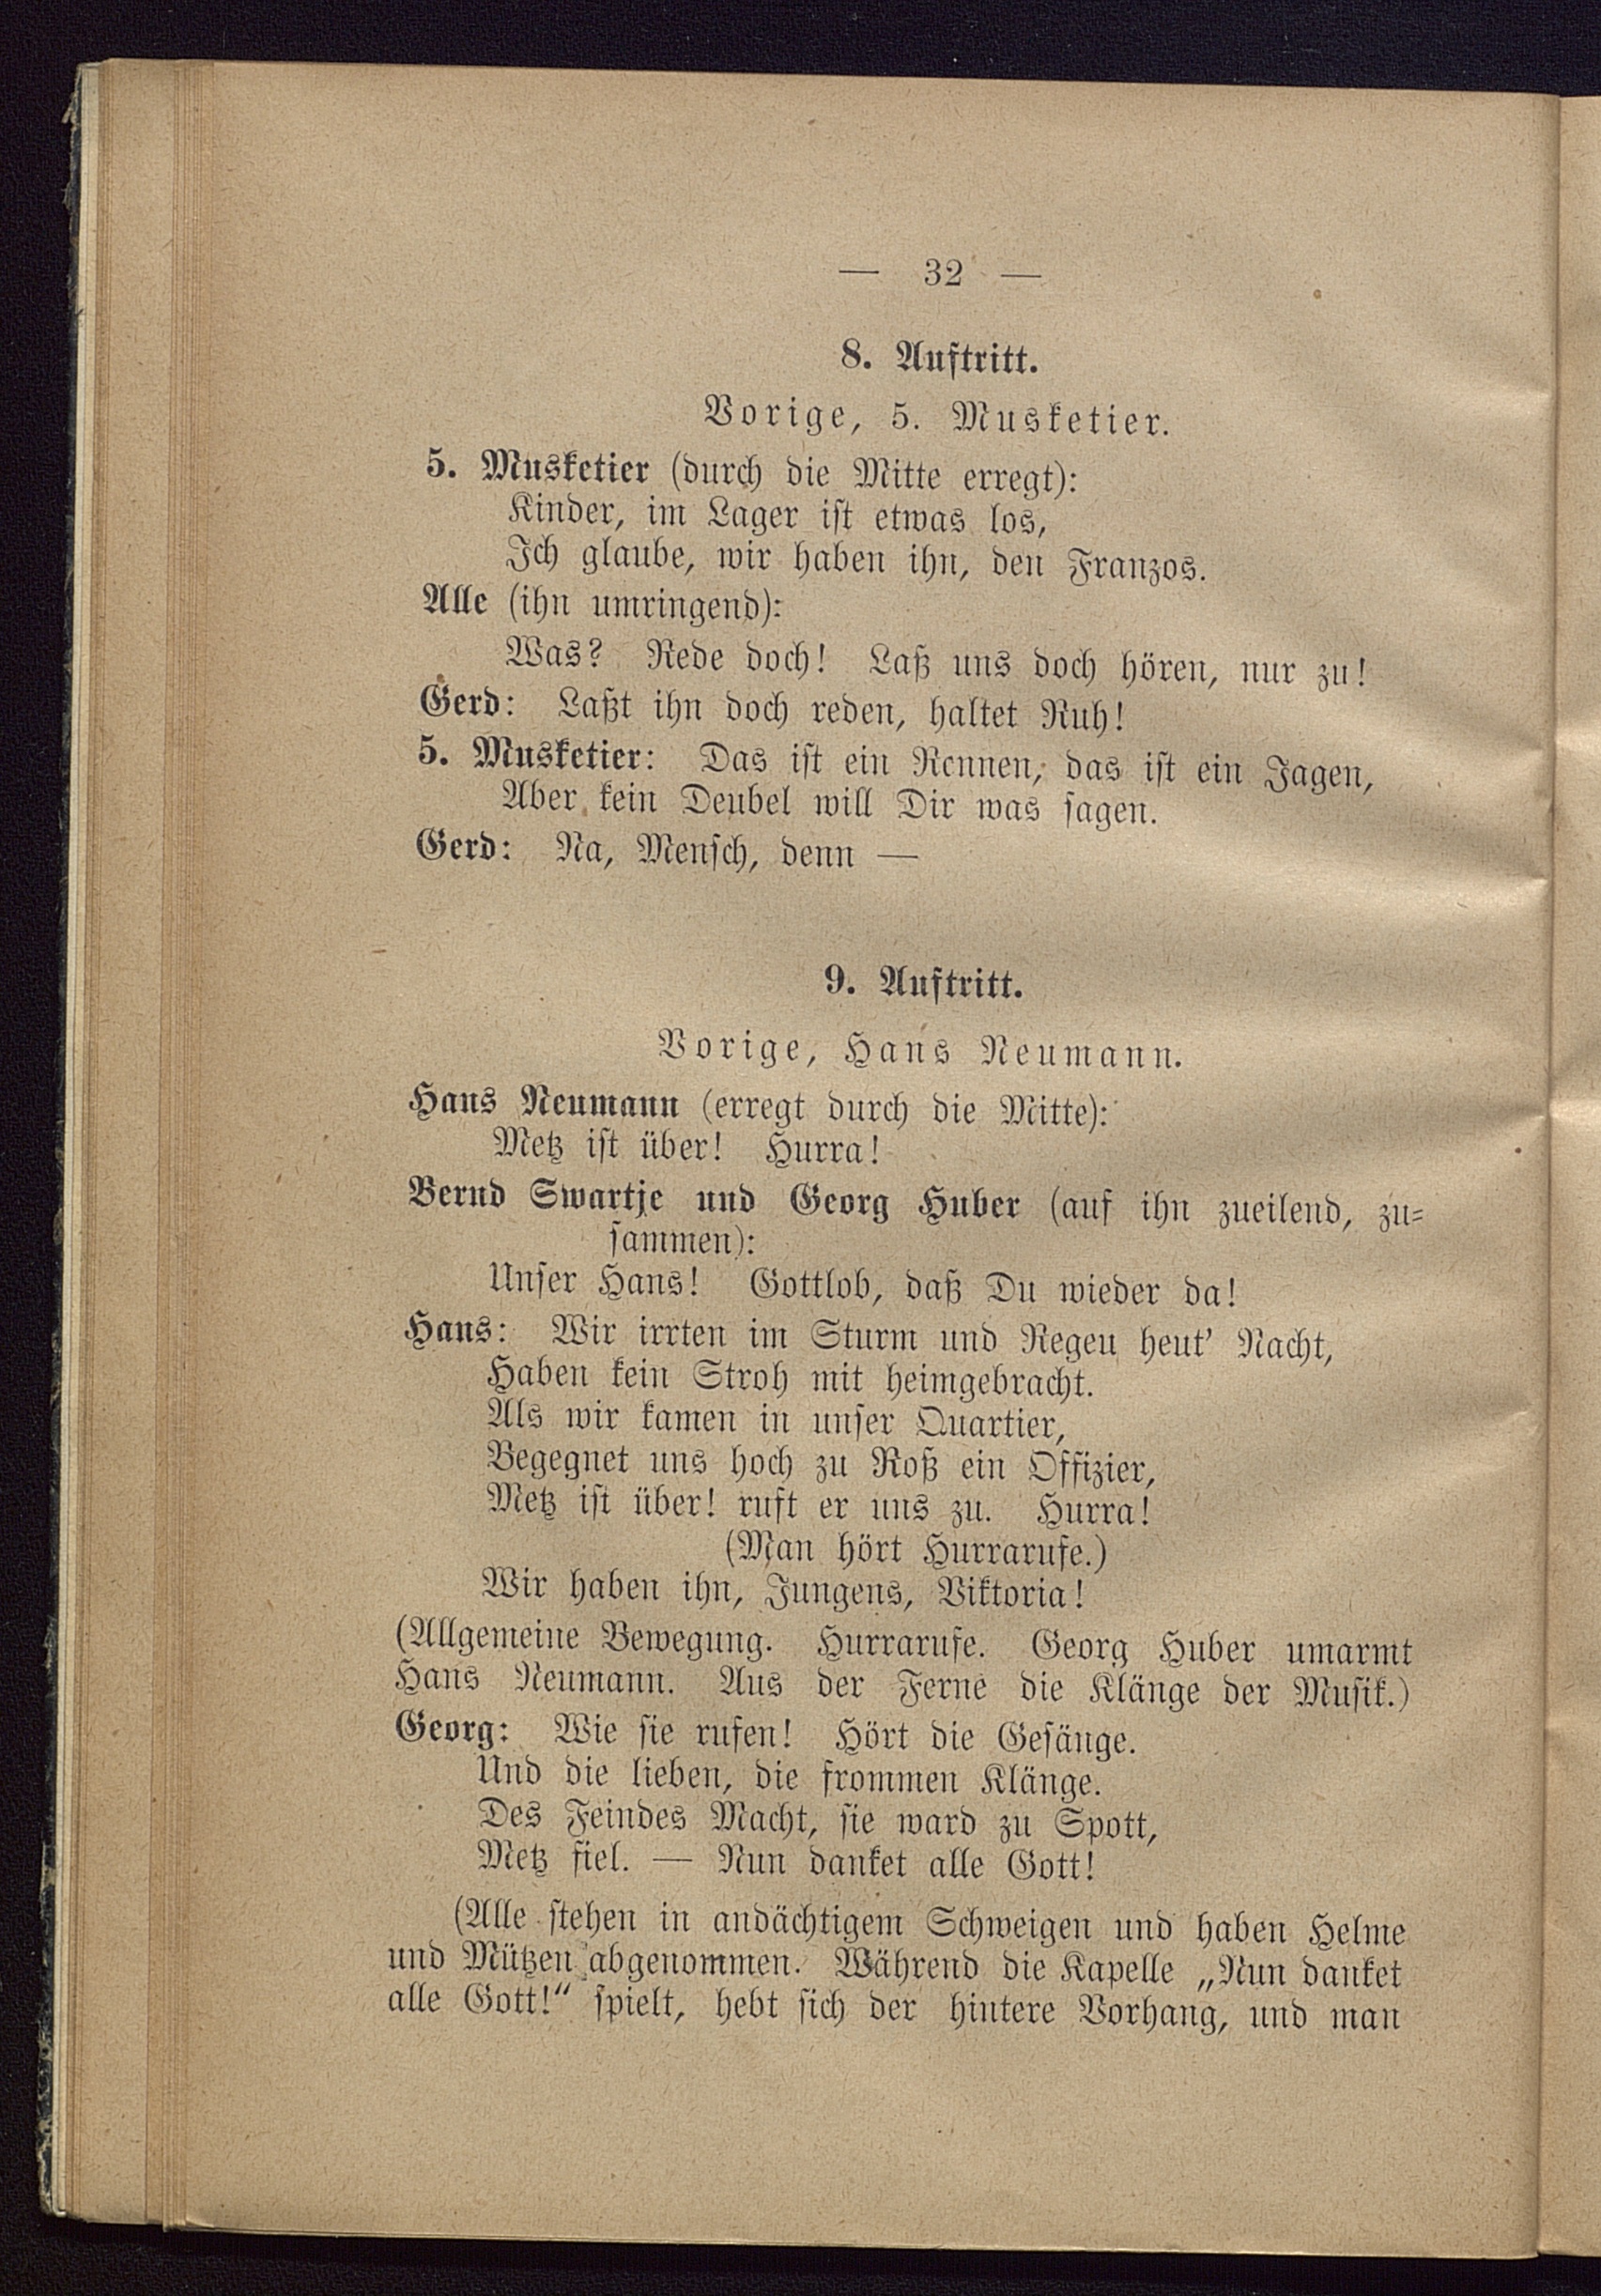 — 32 —
8. Auftritt.
Vorige, 5. Musketier.
5. Musketier (durch die Mitte erregt):
Kinder, im Lager ist etwas los,
Ich glaube, wir haben ihn, den Franzos.
Alle (ihn umringend):
Was? Rede doch! Laß uns doch hören, nur zu!
Gerd: Laßt ihn doch reden, haltet Ruh!
5. Musketier: Das ist ein Rennen, das ist ein Jagen,
Aber kein Deubel will Dir was sagen.
Gerd: Na, Mensch, denn —
9. Auftritt.
Vorige, Hans Neumann.
Hans Neumann (erregt durch die Mitte):
Metz ist über! Hurra!
Bernd Swartje und Georg Huber (auf ihn zueilend, zu-
sammen):
Unser Hans! Gottlob, daß Du wieder da!
Hans: Wir irrten im Sturm und Regen heut' Nacht,
Haben kein Stroh mit heimgebracht.
Als wir kamen in unser Quartier,
Begegnet uns hoch zu Roß ein Offizier,
Metz ist über! ruft er uns zu. Hurra!
(Man hört Hurrarufe.)
Wir haben ihn, Jungens, Viktoria!
(Allgemeine Bewegung. Hurrarufe. Georg Huber umarmt
Hans Neumann. Aus der Ferne die Klänge der Musik.)
Georg: Wie sie rufen! Hört die Gesänge.
Und die lieben, die frommen Klänge.
Des Feindes Macht, sie ward zu Spott,
Metz fiel. — Nun danket alle Gott!
(Alle stehen in andächtigem Schweigen und haben Helme
und Mützen abgenommen. Während die Kapelle „Nun danket
alle Gott!“ spielt, hebt sich der hintere Vorhang, und man